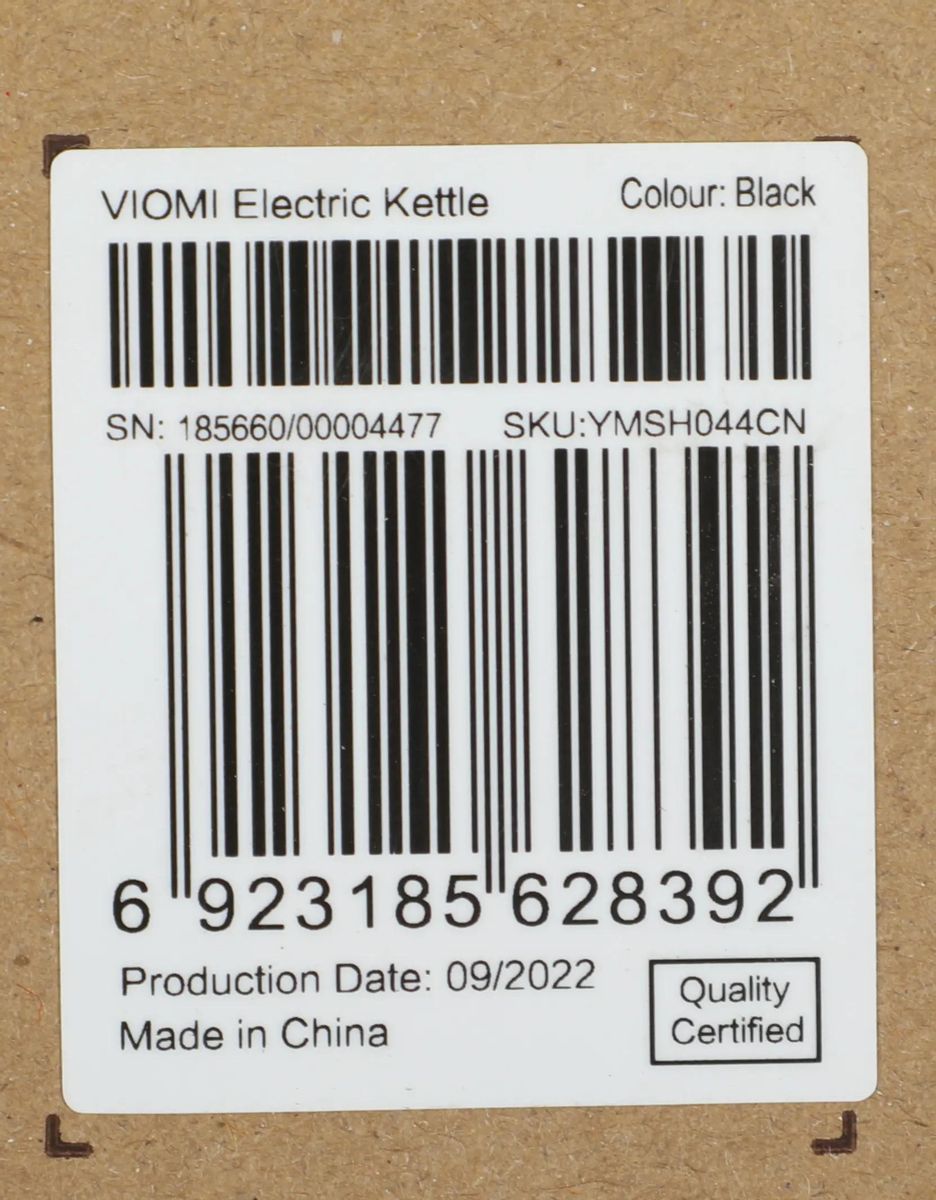 VIOMI Electric Kettle Colour: Black
SN: 185660/00004477 SKU:YMSH044CN
6 923185 628392
Production Date: 09/2022
Made in China
Quality
Certified